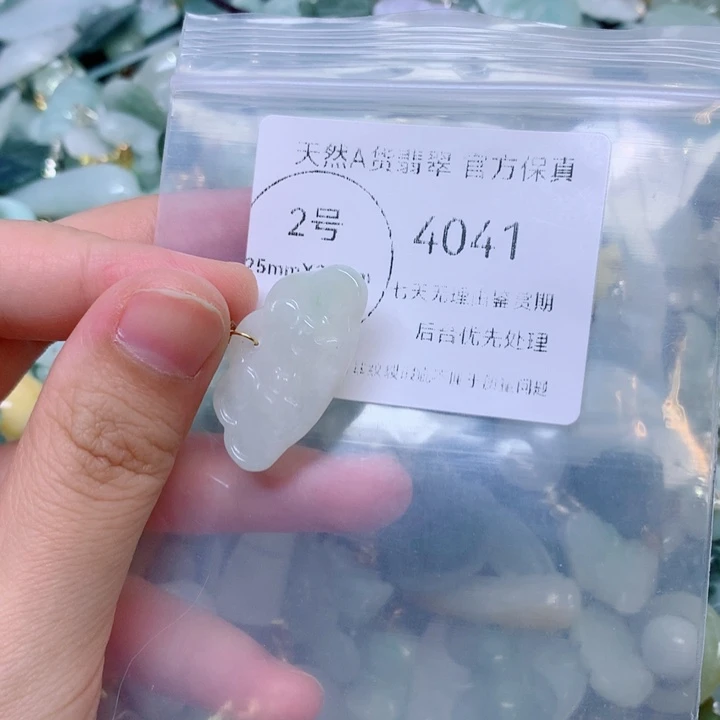 天然A货翡翠 官方保真
2号
4041
25mmX
七天无理由鉴赏期
后台优先处理